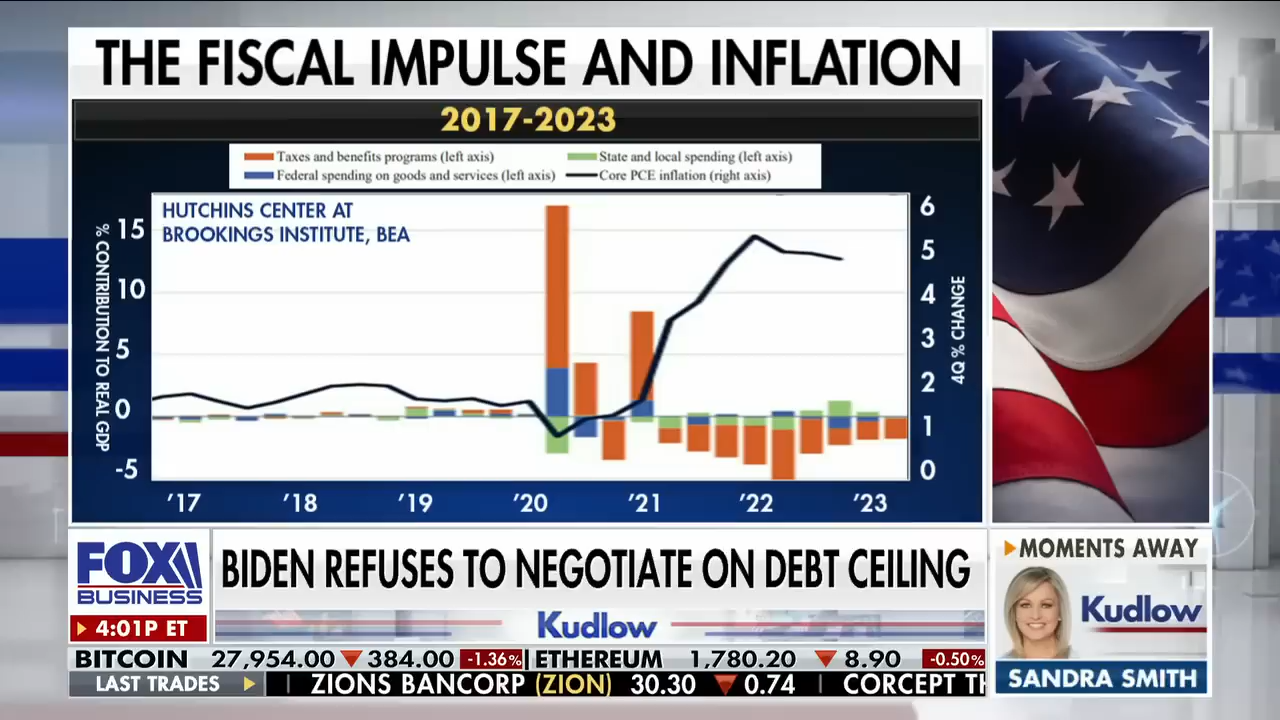 THE FISCAL IMPULSE AND INFLATION
2017-2023
Taxes and benefits programs (left axis)
State and local spending (left axis)
Federal spending on goods and services (left axis)
Core PCE inflation (right axis)
HUTCHINS CENTER AT
BROOKINGS INSTITUTE, BEA
% CONTRIBUTION TO REAL GDP
15
10
5
0
-5
6
5
4
3
2
1
0
4Q % CHANGE
'17 '18 '19 '20 '21 '22 '23
FOX
BUSINESS
4:01P ET
BIDEN REFUSES TO NEGOTIATE ON DEBT CEILING
Kudlow
MOMENTS AWAY
Kudlow
SANDRA SMITH
BITCOIN 27,954.00 384.00 -1.36% ETHEREUM 1,780.20 8.90 -0.50%
LAST TRADES ZIONS BANCORP (ZION) 30.30 0.74 CORCEPT